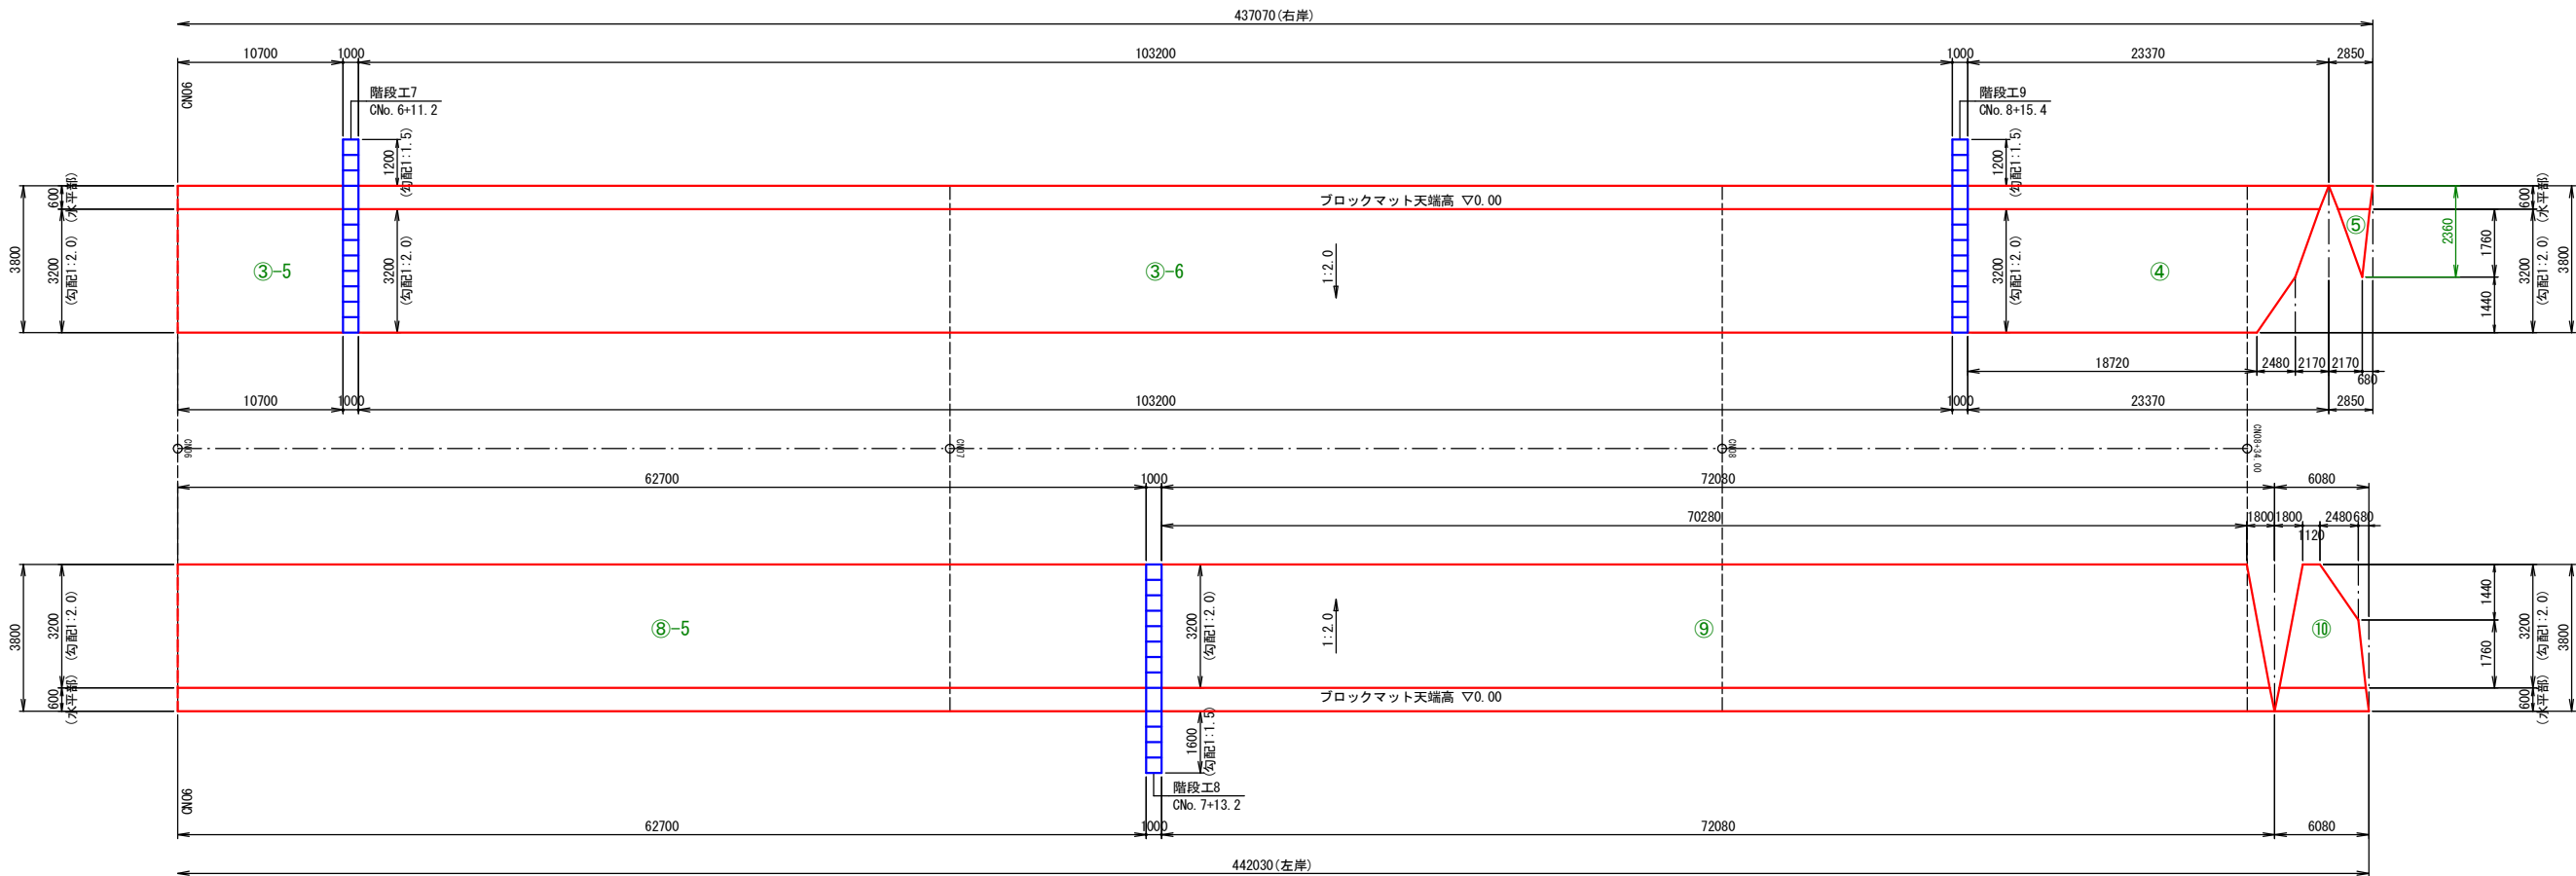 437070(右岸)
10700
1000
103200
1000
23370
2850
CNO6
階段工7
CNo. 6+11.2
階段工9
CNo. 8+15.4
1200
(勾配1:1.5)
1200
(勾配1:1.5)
3800
600
(水平部)
3200
(勾配1:2.0)
ブロックマット天端高 ▽0.00
③-5
3200
(勾配1:2.0)
③-6
1:2.0
3200
(勾配1:2.0)
④
⑤
2360
1760
1440
600
(水平部)
3200
(勾配1:2.0)
3800
18720
2480
2170
2170
680
10700
1000
103200
1000
23370
2850
CNO6
CNO7
CNO8
CNO8+34.00
62700
1000
72080
6080
70280
1800
1800
1120
2480
680
3800
3200
(勾配1:2.0)
600
(水平部)
⑧-5
3200
(勾配1:2.0)
1:2.0
⑨
⑩
1440
1760
3200
(勾配1:2.0)
600
(水平部)
3800
ブロックマット天端高 ▽0.00
1600
(勾配1:1.5)
階段工8
CNo. 7+13.2
CNO6
62700
1000
72080
6080
442030(左岸)